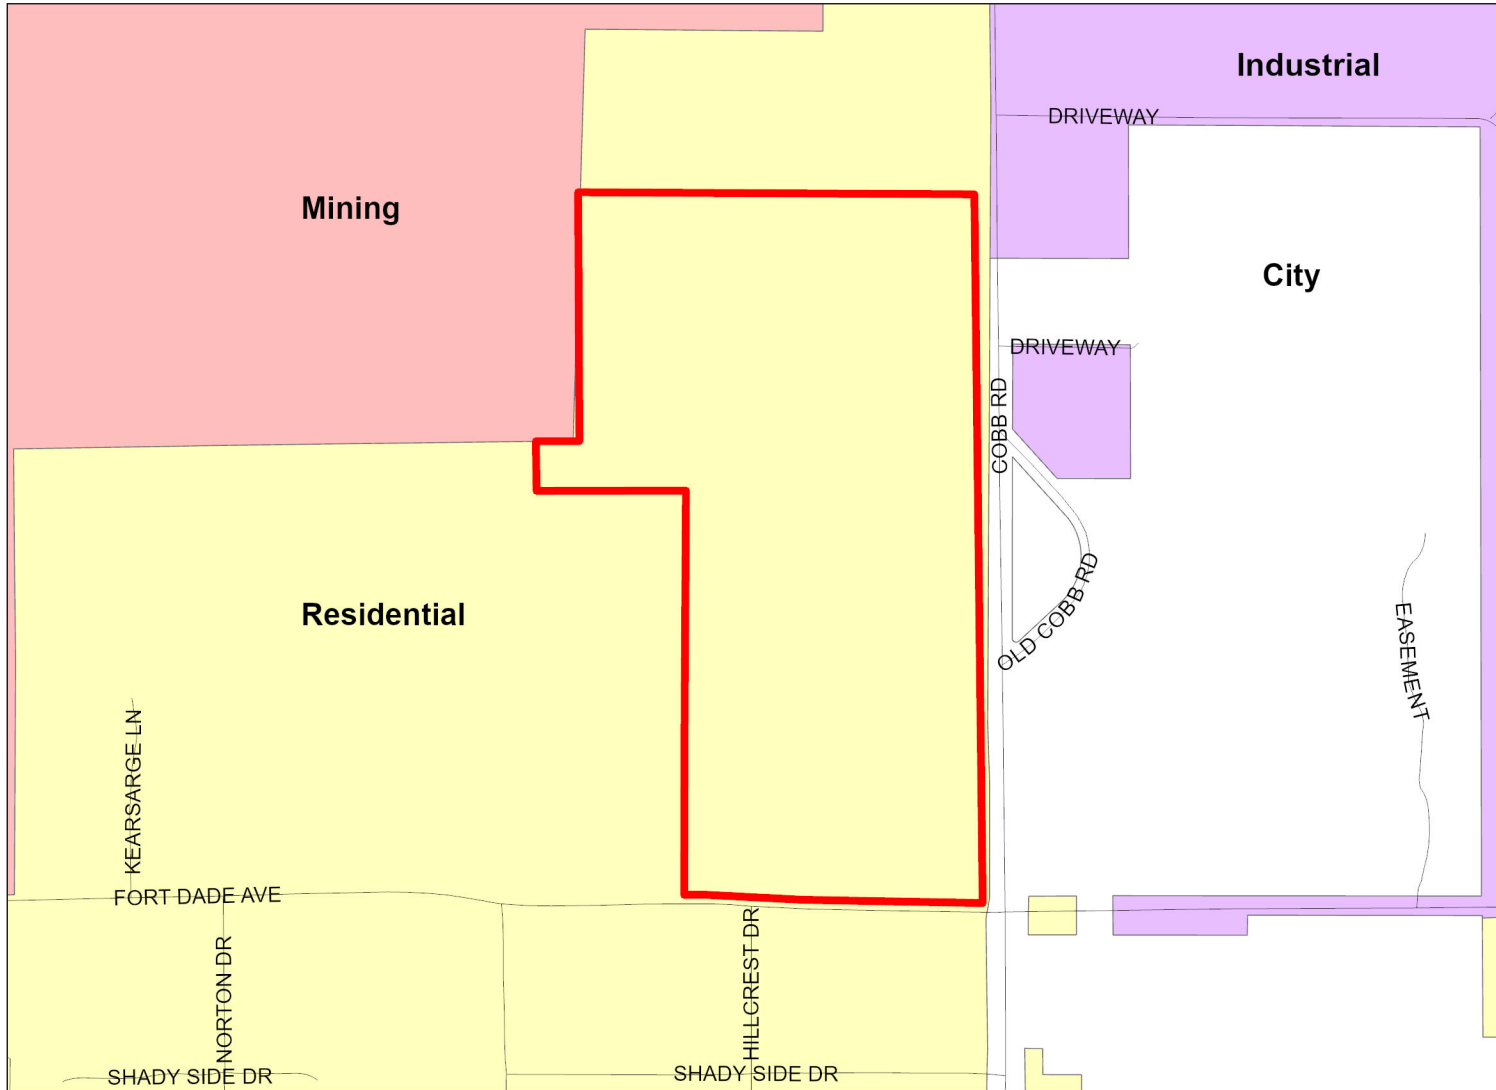 Industrial
DRIVEWAY
Mining
City
DRIVEWAY
COBB RD
OLD COBB RD
Residential
EASEMENT
KEARSARGE LN
FORT DADE AVE
NORTON DR
HILLCREST DR
SHADY SIDE DR
SHADY SIDE DR